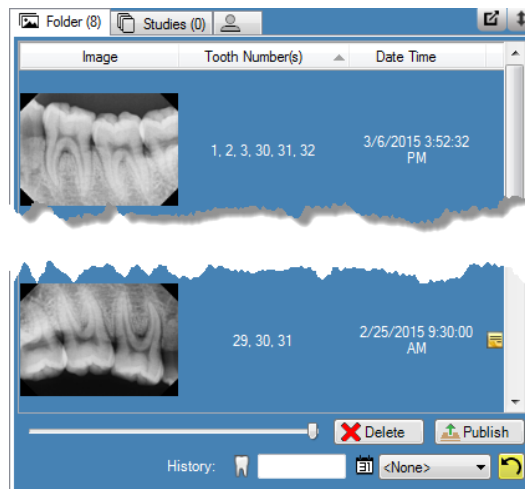 Folder (8) Studies (0)
Image Tooth Number(s) Date Time
1, 2, 3, 30, 31, 32 3/6/2015 3:52:32
PM
29, 30, 31 2/25/2015 9:30:00
AM
Delete Publish
History: 31 <None>